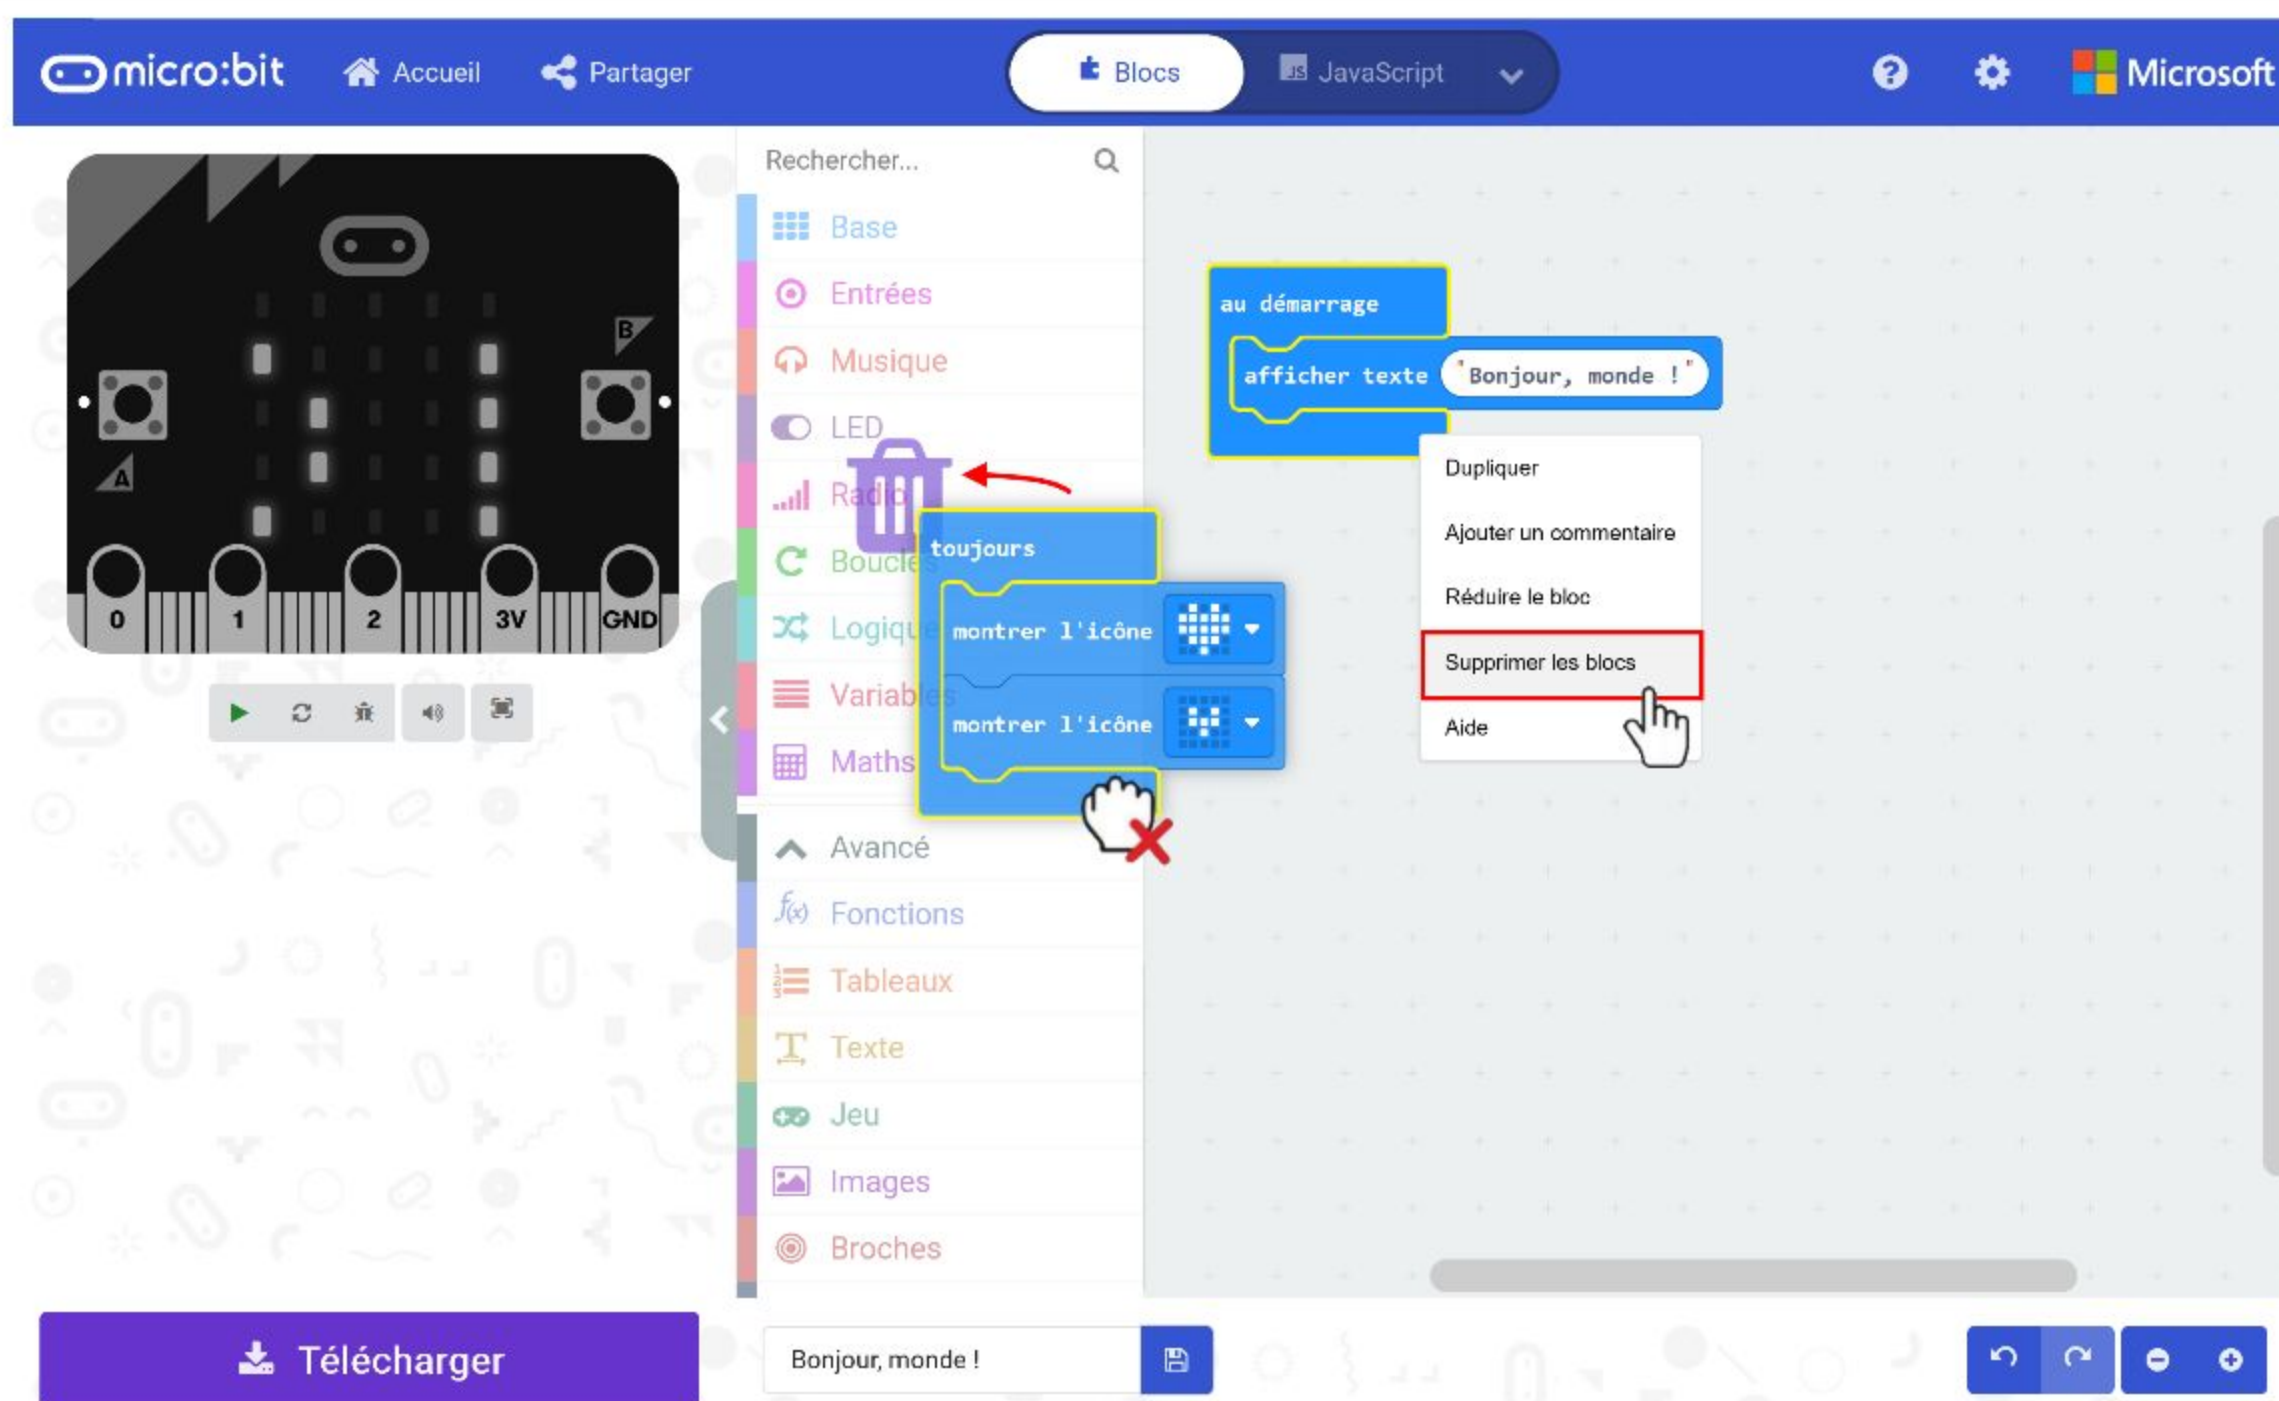 micro:bit Accueil Partager Blocs JS JavaScript ? Microsoft
B
A
0 1 2 3V GND
Rechercher...
Base
Entrées
Musique
LED
Radio
Boucles
Logique
Variables
Maths
Avancé
f(x) Fonctions
Tableaux
Texte
Jeu
Images
Broches
au démarrage
afficher texte "Bonjour, monde !"
toujours
montrer l'icône
montrer l'icône
Dupliquer
Ajouter un commentaire
Réduire le bloc
Supprimer les blocs
Aide
Télécharger
Bonjour, monde !